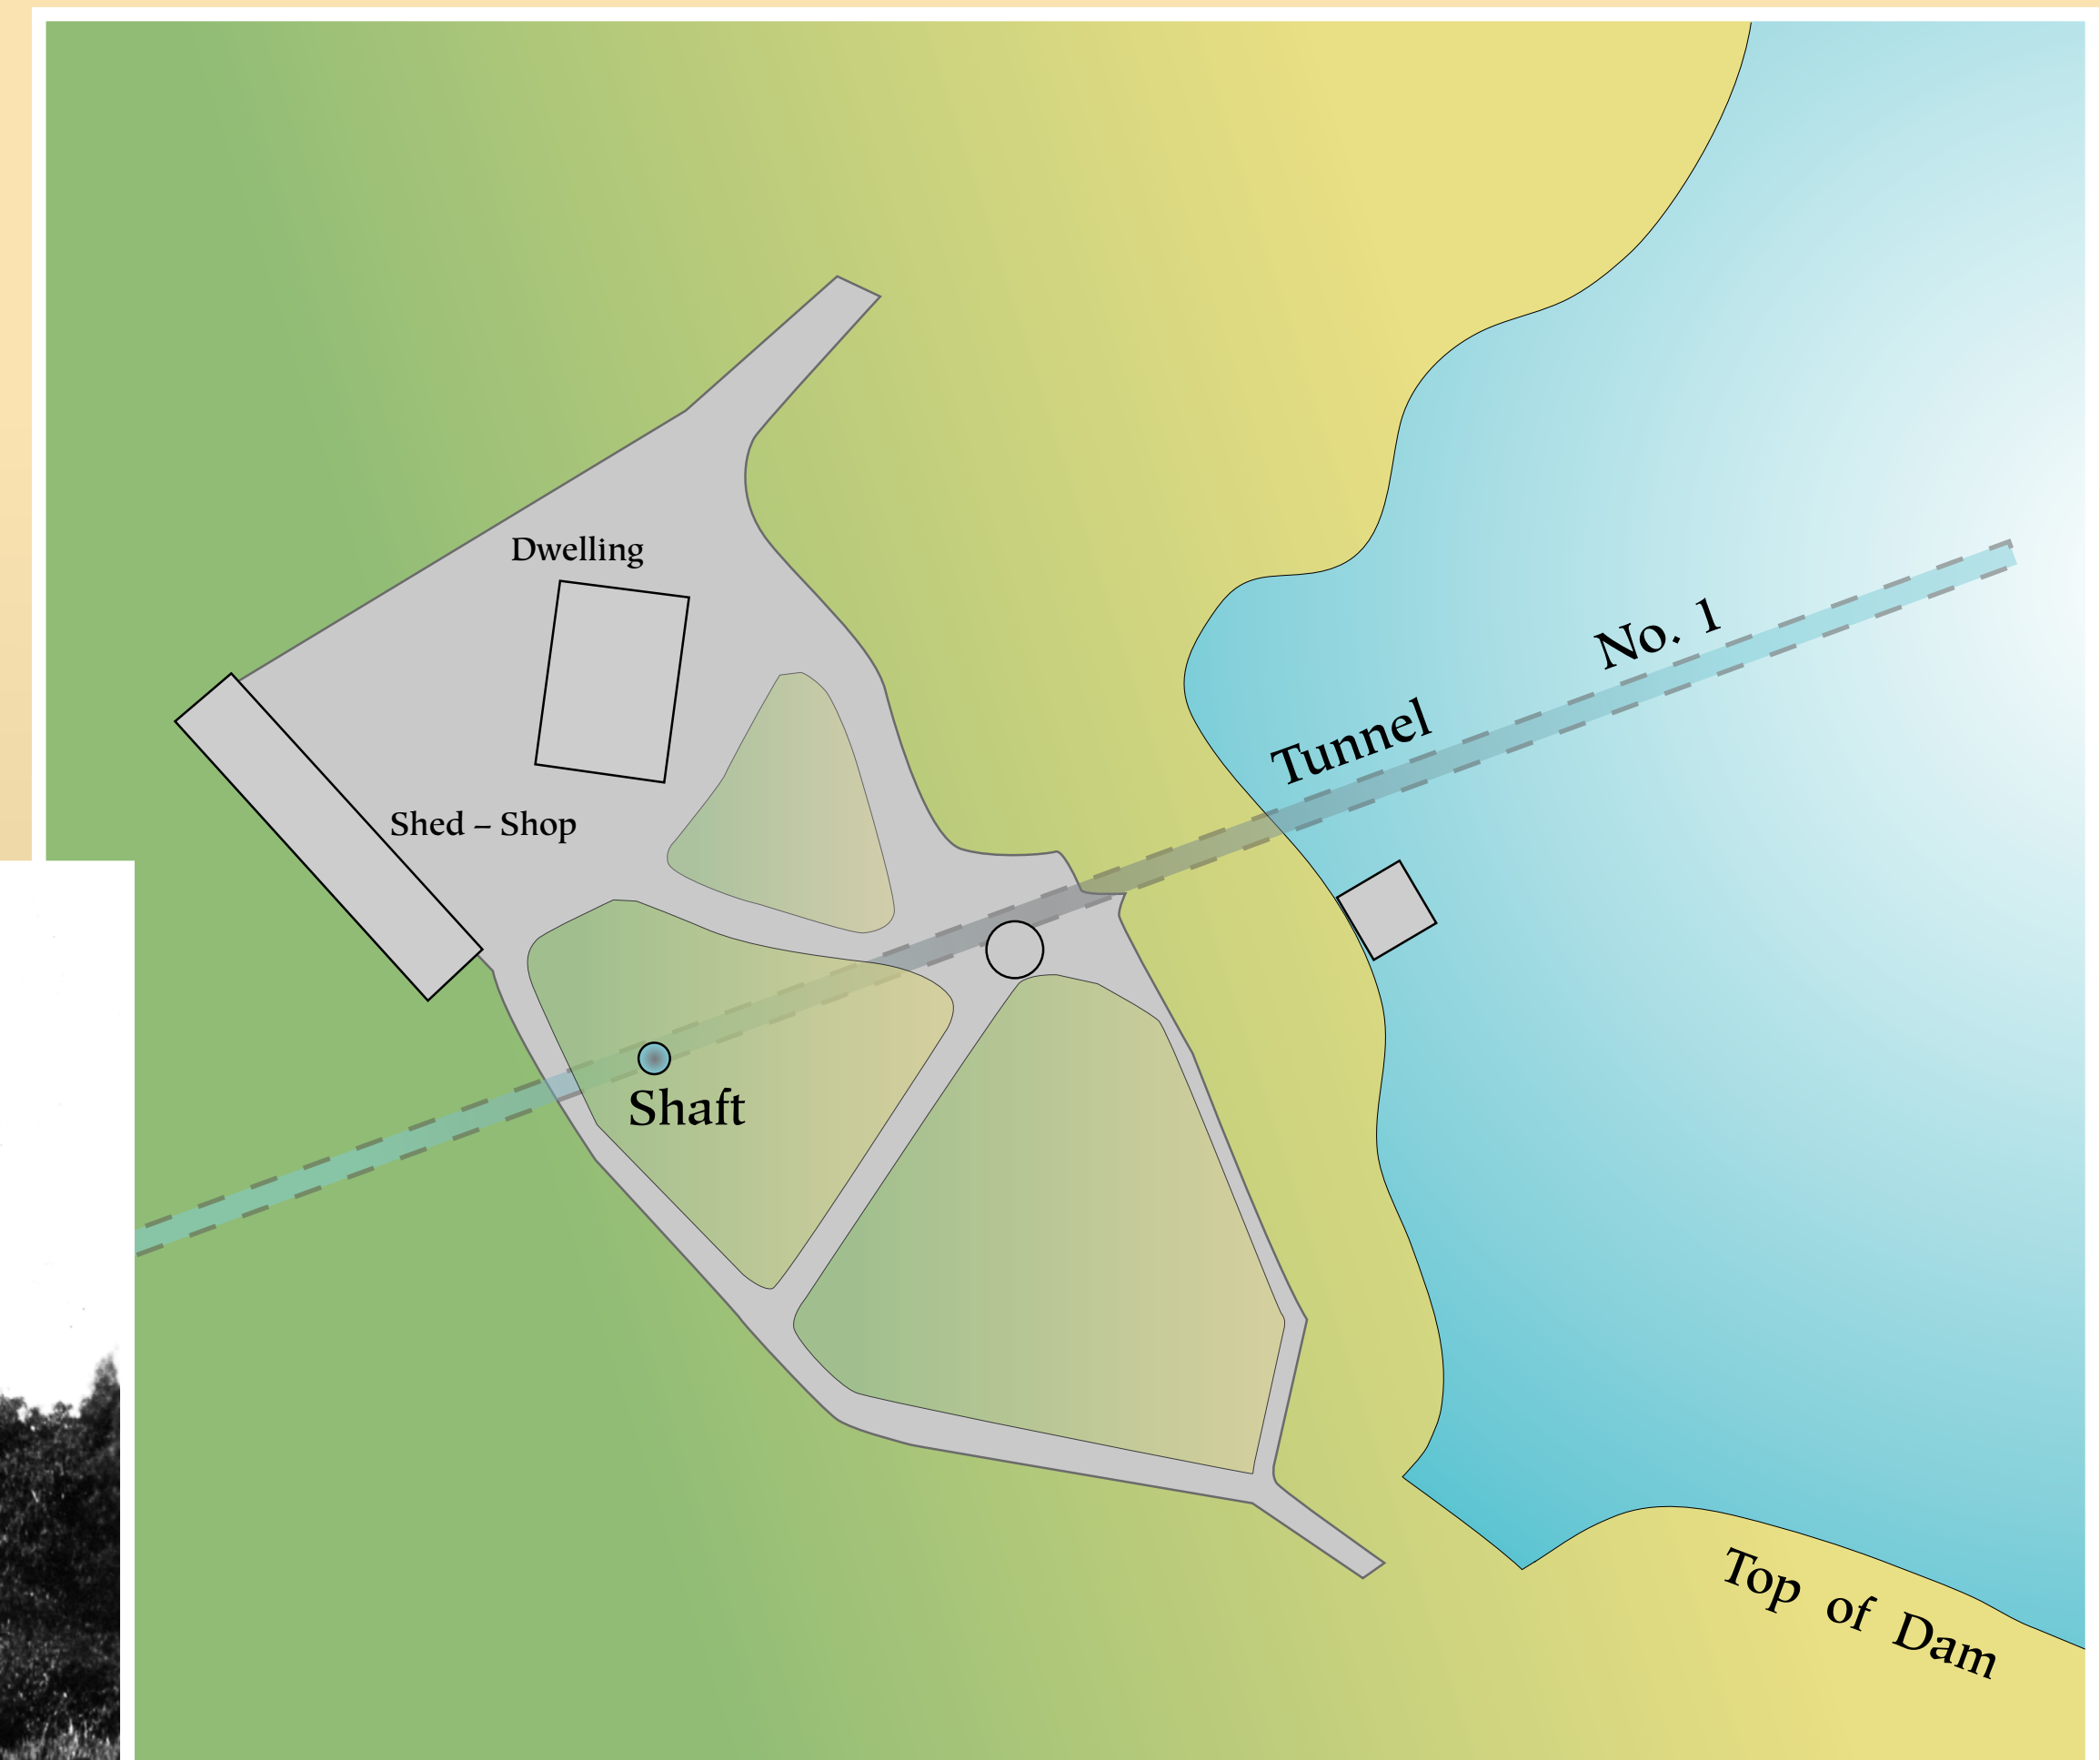 Dwelling
Shed – Shop
Tunnel No. 1
Shaft
Top of Dam